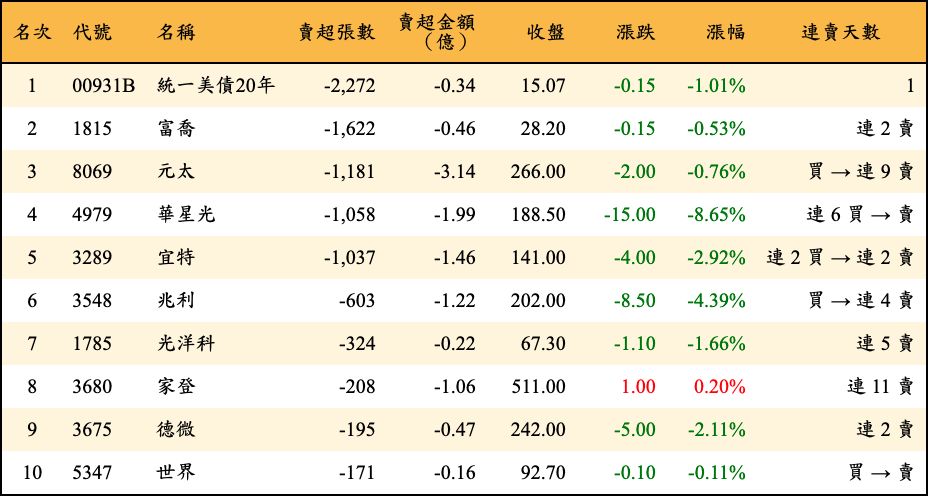 名次 代號 名稱 賣超張數 賣超金額（億） 收盤 漲跌 漲幅 連賣天數
1 00931B 統一美債20年 -2,272 -0.34 15.07 -0.15 -1.01% 1
2 1815 富喬 -1,622 -0.46 28.20 -0.15 -0.53% 連 2 賣
3 8069 元太 -1,181 -3.14 266.00 -2.00 -0.76% 買 → 連 9 賣
4 4979 華星光 -1,058 -1.99 188.50 -15.00 -8.65% 連 6 買 → 賣
5 3289 宜特 -1,037 -1.46 141.00 -4.00 -2.92% 連 2 買 → 連 2 賣
6 3548 兆利 -603 -1.22 202.00 -8.50 -4.39% 買 → 連 4 賣
7 1785 光洋科 -324 -0.22 67.30 -1.10 -1.66% 連 5 賣
8 3680 家登 -208 -1.06 511.00 1.00 0.20% 連 11 賣
9 3675 德微 -195 -0.47 242.00 -5.00 -2.11% 連 2 賣
10 5347 世界 -171 -0.16 92.70 -0.10 -0.11% 買 → 賣